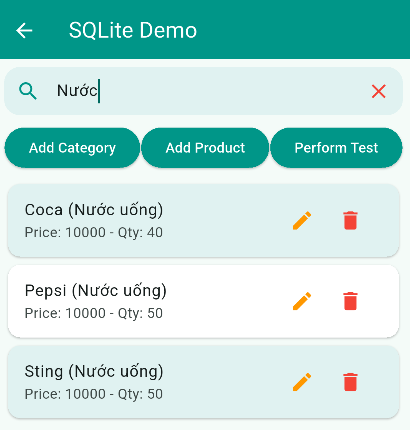 SQLite Demo
Nước
Add Category Add Product Perform Test
Coca (Nước uống)
Price: 10000 - Qty: 40
Pepsi (Nước uống)
Price: 10000 - Qty: 50
Sting (Nước uống)
Price: 10000 - Qty: 50